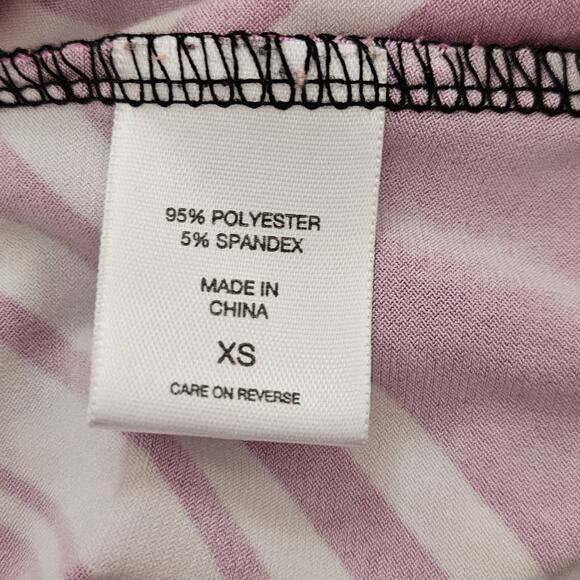 95% POLYESTER
5% SPANDEX
MADE IN
CHINA
XS
CARE ON REVERSE